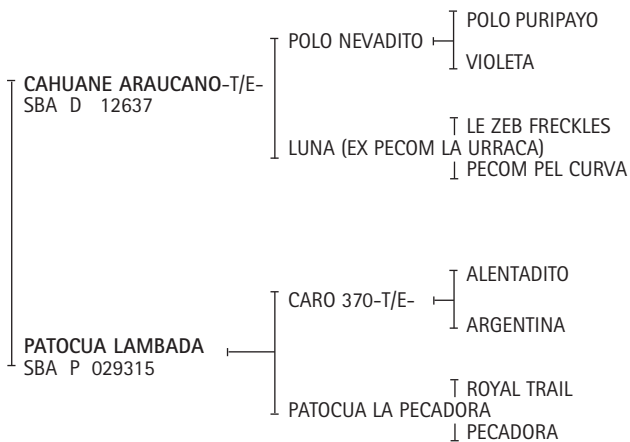 POLO PURIPAYO
POLO NEVADITO
VIOLETA
CAHUANE ARAUCANO-T/E-
SBA D 12637
LE ZEB FRECKLES
LUNA (EX PECOM LA URRACA)
PECOM PEL CURVA
ALENTADITO
CARO 370-T/E-
ARGENTINA
PATOCUA LAMBADA
SBA P 029315
ROYAL TRAIL
PATOCUA LA PECADORA
PECADORA